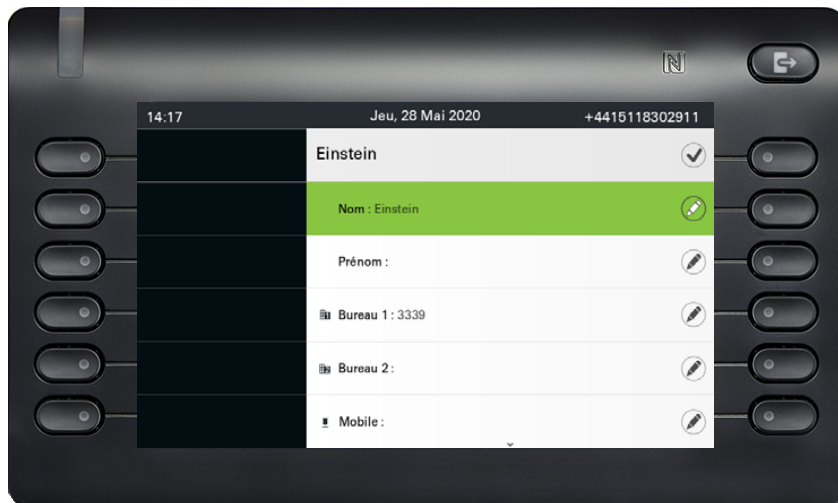 14:17 Jeu, 28 Mai 2020 +4415118302911
Einstein
Nom : Einstein
Prénom :
Bureau 1 : 3339
Bureau 2 :
Mobile :